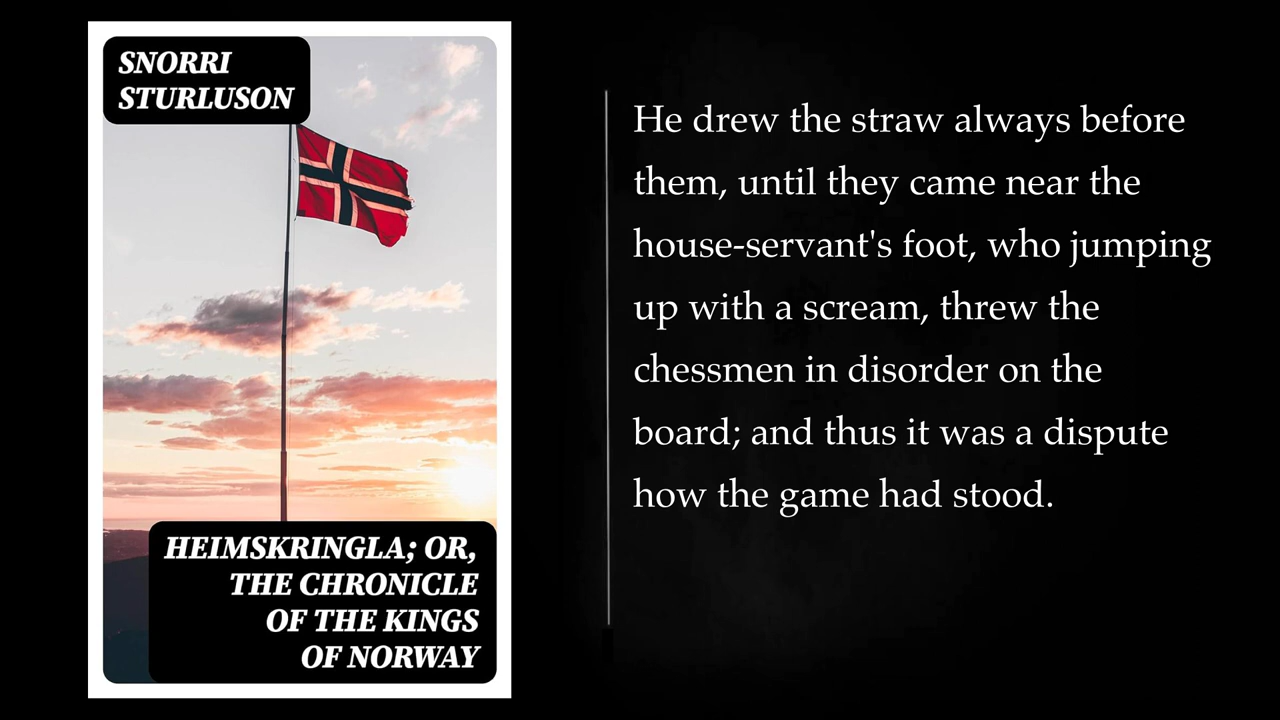 SNORRI
STURLUSON
HEIMSKRINGLA; OR,
THE CHRONICLE
OF THE KINGS
OF NORWAY
He drew the straw always before
them, until they came near the
house-servant's foot, who jumping
up with a scream, threw the
chessmen in disorder on the
board; and thus it was a dispute
how the game had stood.